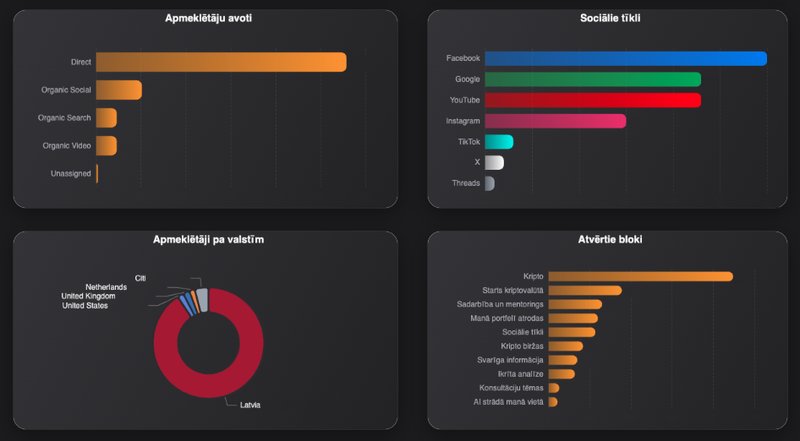 Apmeklētāju avoti
Direct
Organic Social
Organic Search
Organic Video
Unassigned
Sociālie tīkli
Facebook
Google
YouTube
Instagram
TikTok
X
Threads
Apmeklētāji pa valstīm
Citi
Netherlands
United Kingdom
United States
Latvia
Atvērtie bloki
Kripto
Starts kriptovalūtā
Sadarbība un mentorings
Manā portfelī atrodas
Sociālie tīkli
Kripto biržas
Svarīga informācija
Ikrīta analīze
Konsultāciju tēmas
AI strādā manā vietā